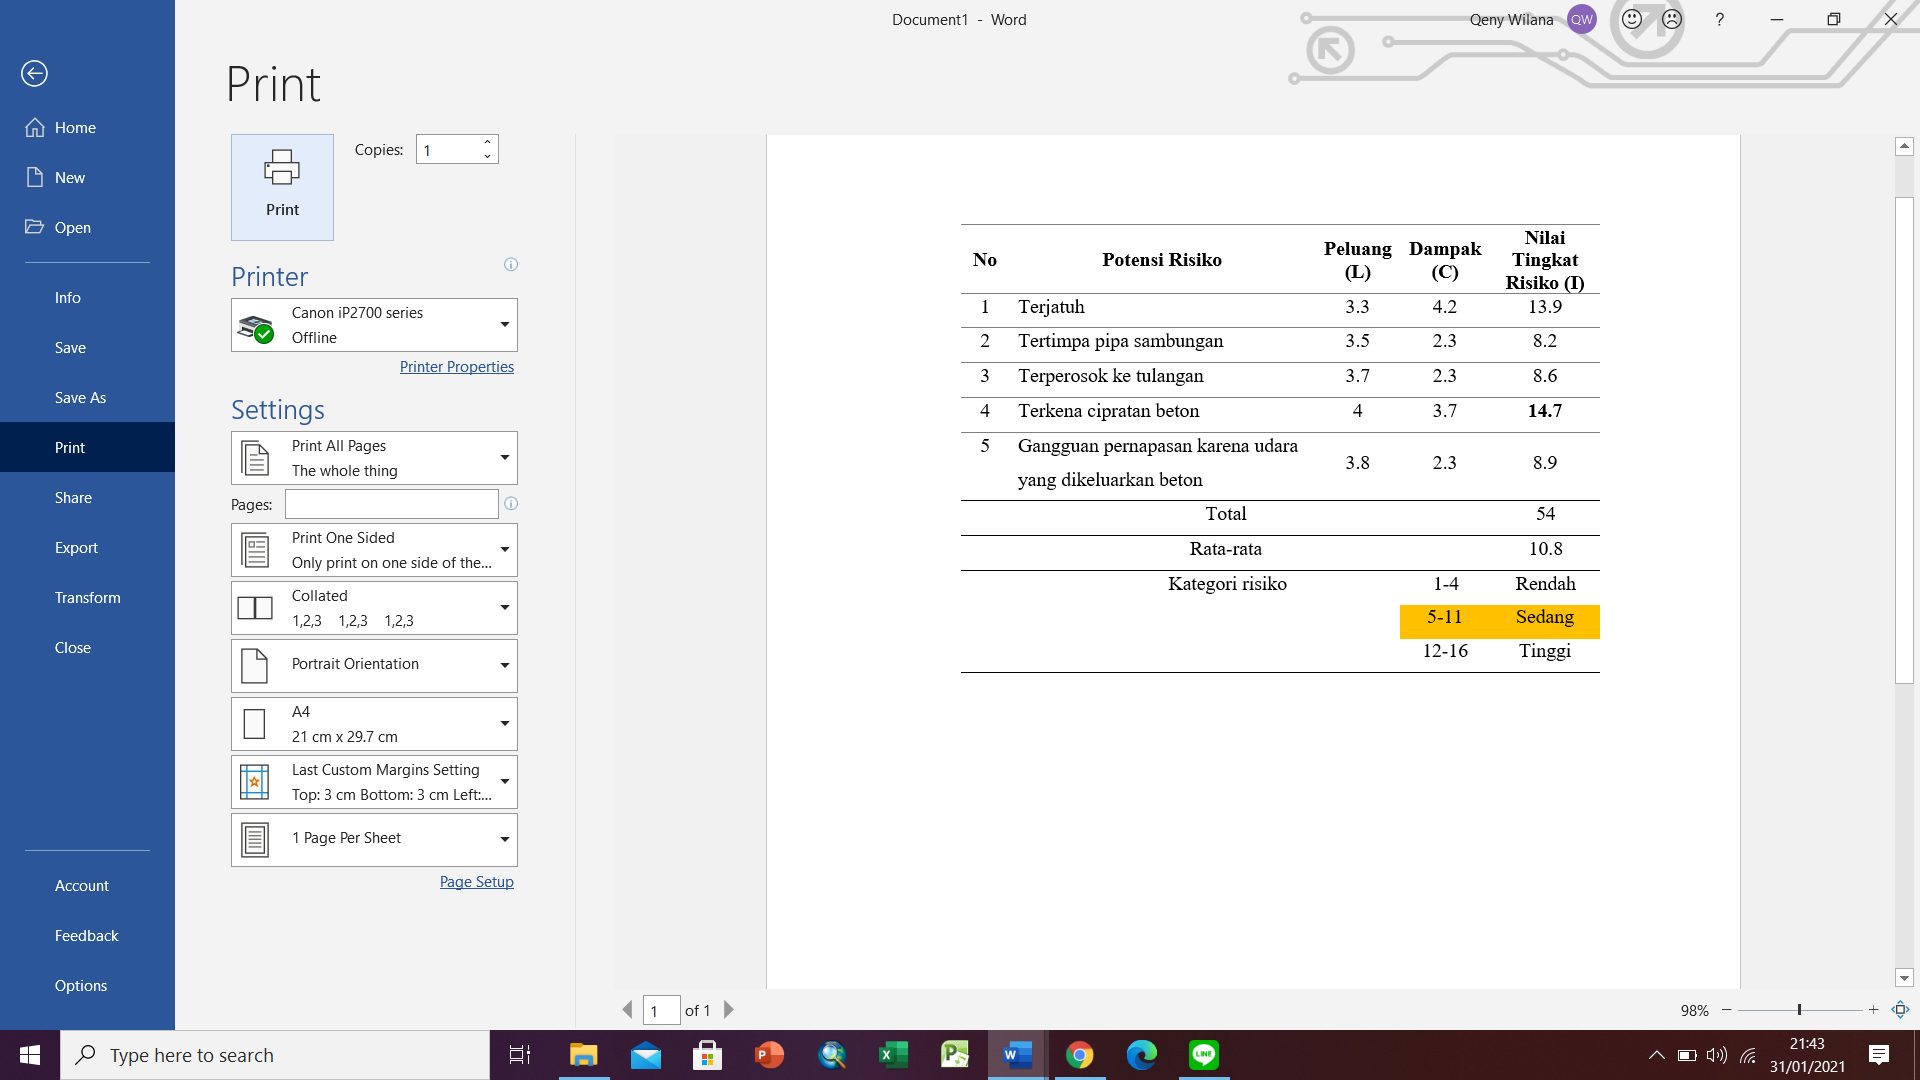 Document1 - Word
Qeny Wilana
QW
?
Print
Home
New
Open
Info
Save
Save As
Print
Share
Export
Transform
Close
Account
Feedback
Options
Print
Copies: 1
Printer
Canon iP2700 series
Offline
Printer Properties
Settings
Print All Pages
The whole thing
Pages:
Print One Sided
Only print on one side of the...
Collated
1,2,3 1,2,3 1,2,3
Portrait Orientation
A4
21 cm x 29.7 cm
Last Custom Margins Setting
Top: 3 cm Bottom: 3 cm Left:...
1 Page Per Sheet
Page Setup
No Potensi Risiko Peluang (L) Dampak (C) Nilai Tingkat Risiko (I)
1 Terjatuh 3.3 4.2 13.9
2 Tertimpa pipa sambungan 3.5 2.3 8.2
3 Terperosok ke tulangan 3.7 2.3 8.6
4 Terkena cipratan beton 4 3.7 14.7
5 Gangguan pernapasan karena udara
yang dikeluarkan beton 3.8 2.3 8.9
Total 54
Rata-rata 10.8
Kategori risiko 1-4 Rendah
5-11 Sedang
12-16 Tinggi
1 of 1
98%
Type here to search
LINE
21:43
31/01/2021